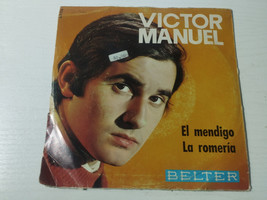 VICTOR
MANUEL
El mendigo
La romería
BELTER